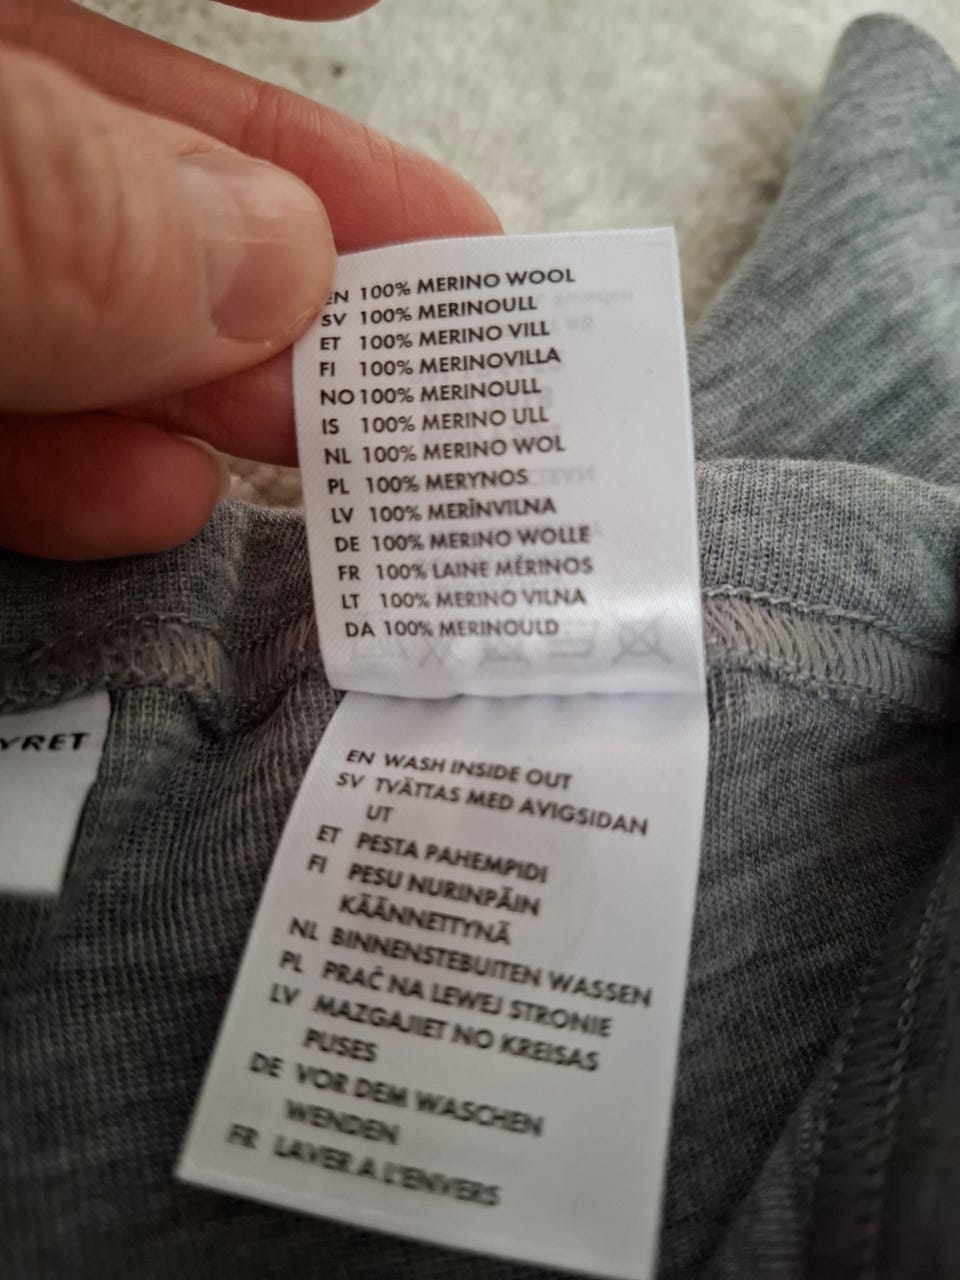 EN 100% MERINO WOOL
SV 100% MERINOULL
ET 100% MERINO VILL
FI 100% MERINOVILLA
NO 100% MERINOULL
IS 100% MERINO ULL
NL 100% MERINO WOL
PL 100% MERYNOS
LV 100% MERĪNVILNA
DE 100% MERINO WOLLE
FR 100% LAINE MÉRINOS
LT 100% MERINO VILNA
DA 100% MERINOULD
YRET
EN WASH INSIDE OUT
SV TVÄTTAS MED AVIGSIDAN
UT
ET PESTA PAHEMPIDI
FI PESU NURINPÄIN
KÄÄNNETTYNÄ
NL BINNENSTEBUITEN WASSEN
PL PRAĆ NA LEWEJ STRONIE
LV MAZGAJIET NO KREISAS
PUSES
DE VOR DEM WASCHEN
WENDEN
FR LAVER A L'ENVERS